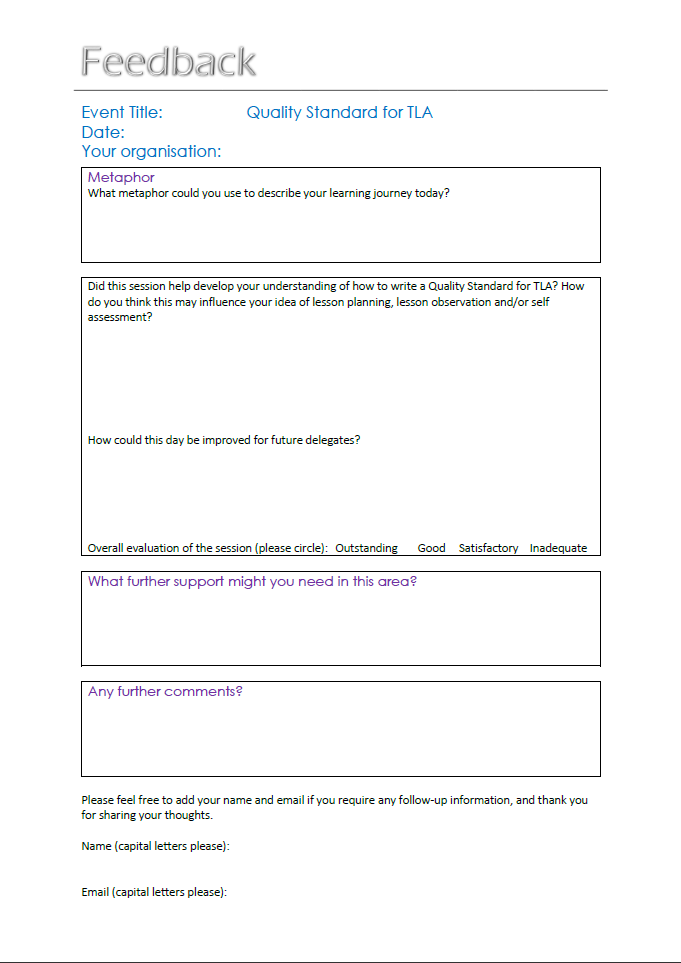 Feedback
Event Title: Quality Standard for TLA
Date:
Your organisation:
Metaphor
What metaphor could you use to describe your learning journey today?
Did this session help develop your understanding of how to write a Quality Standard for TLA? How
do you think this may influence your idea of lesson planning, lesson observation and/or self
assessment?
How could this day be improved for future delegates?
Overall evaluation of the session (please circle): Outstanding Good Satisfactory Inadequate
What further support might you need in this area?
Any further comments?
Please feel free to add your name and email if you require any follow-up information, and thank you
for sharing your thoughts.
Name (capital letters please):
Email (capital letters please):